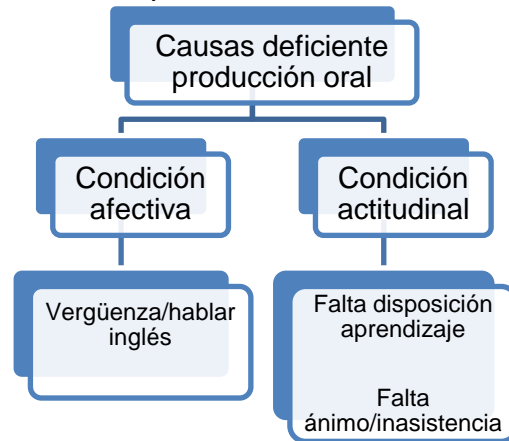 Causas deficiente
producción oral
Condición
afectiva
Condición
actitudinal
Vergüenza/hablar
inglés
Falta disposición
aprendizaje
Falta
ánimo/inasistencia